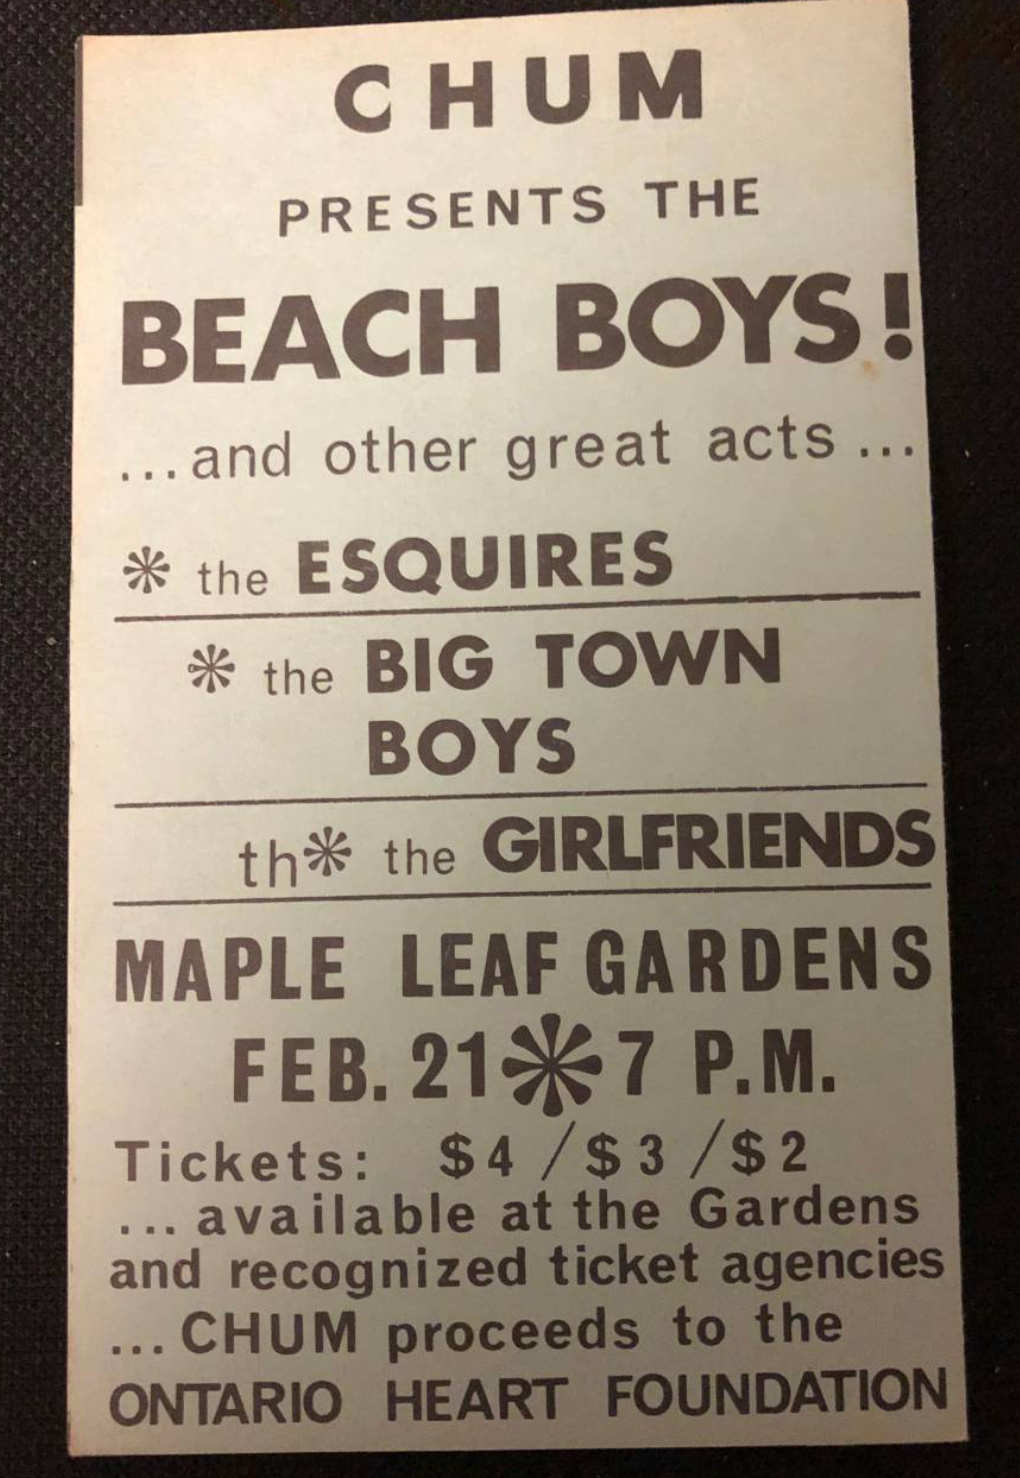 CHUM
PRESENTS THE
BEACH BOYS!
...and other great acts...
* the ESQUIRES
* the BIG TOWN
BOYS
th* the GIRLFRIENDS
MAPLE LEAF GARDENS
FEB. 21 * 7 P.M.
Tickets: $4/$3/$2
...available at the Gardens
and recognized ticket agencies
...CHUM proceeds to the
ONTARIO HEART FOUNDATION